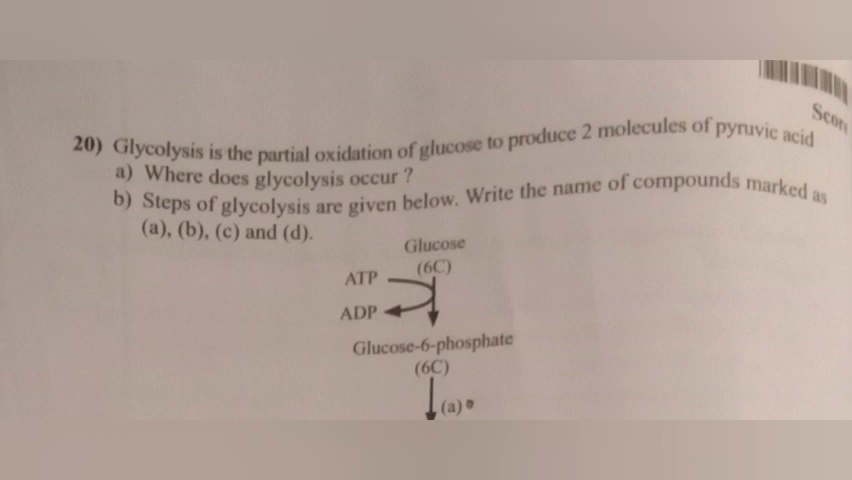 Score
20) Glycolysis is the partial oxidation of glucose to produce 2 molecules of pyruvic acid
a) Where does glycolysis occur ?
b) Steps of glycolysis are given below. Write the name of compounds marked as
(a), (b), (c) and (d).
Glucose
(6C)
ATP
ADP
Glucose-6-phosphate
(6C)
(a)